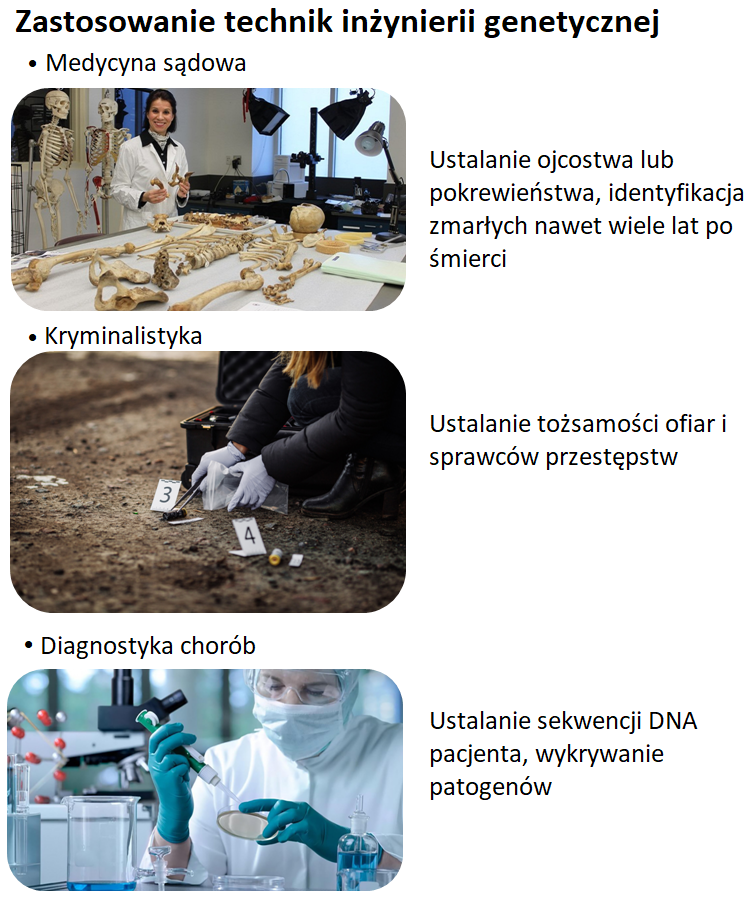 Zastosowanie technik inżynierii genetycznej
• Medycyna sądowa
Ustalanie ojcostwa lub
pokrewieństwa, identyfikacja
zmarłych nawet wiele lat po
śmierci
• Kryminalistyka
Ustalanie tożsamości ofiar i
sprawców przestępstw
3
4
• Diagnostyka chorób
Ustalanie sekwencji DNA
pacjenta, wykrywanie
patogenów